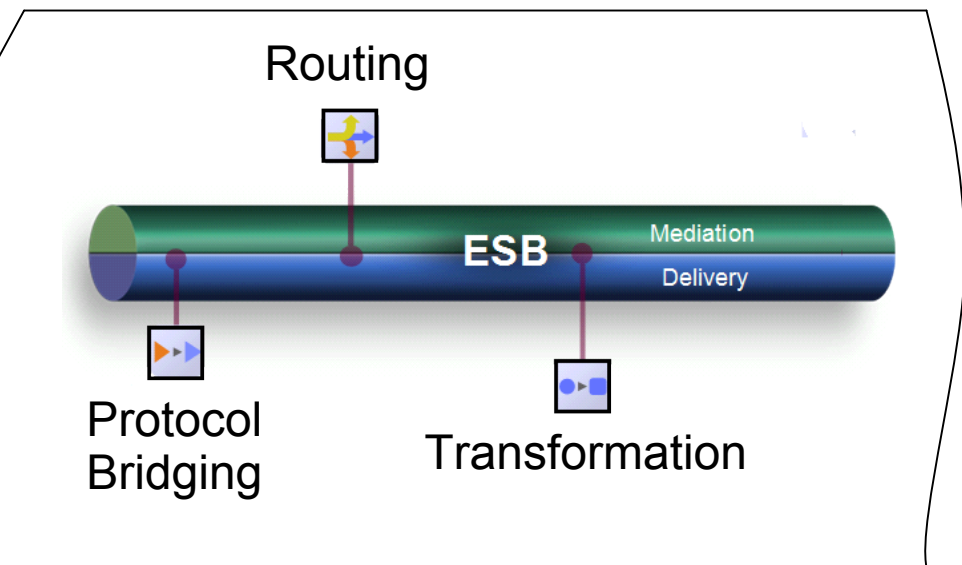 Routing
ESB
Mediation
Delivery
Protocol
Bridging
Transformation